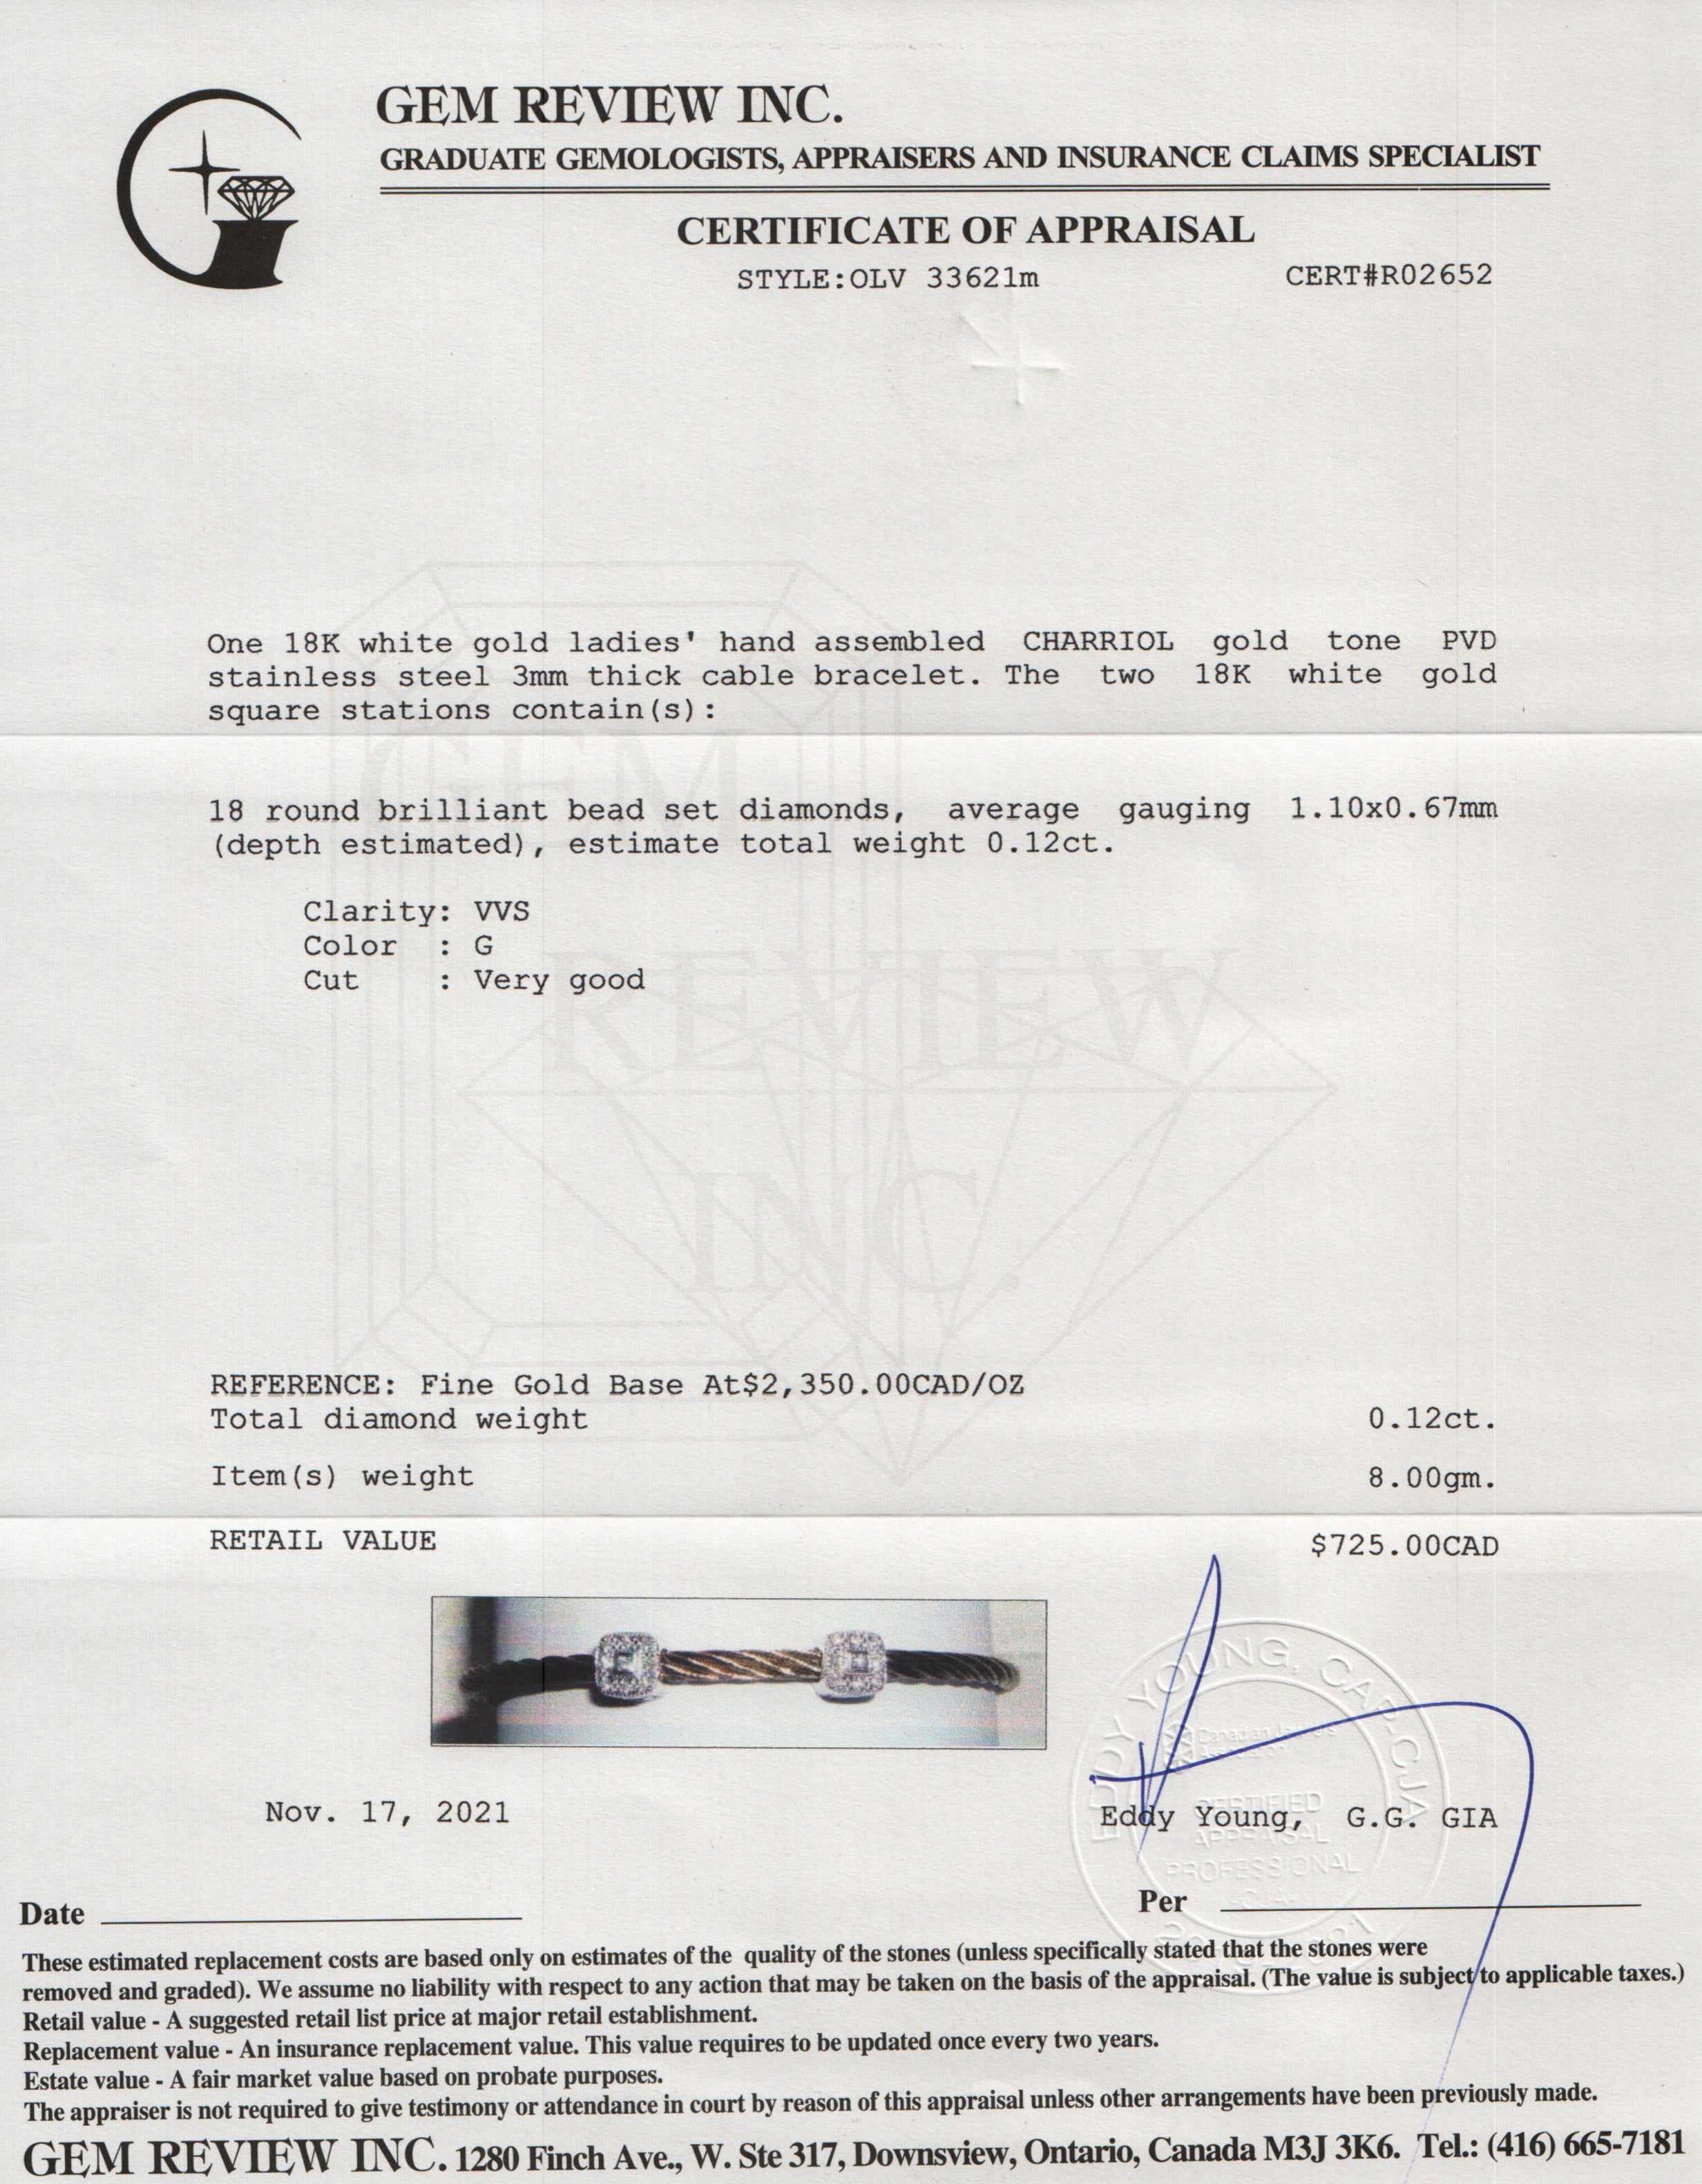 GEM REVIEW INC.
GRADUATE GEMOLOGISTS, APPRAISERS AND INSURANCE CLAIMS SPECIALIST
CERTIFICATE OF APPRAISAL
STYLE:OLV 33621m CERT#R02652
One 18K white gold ladies' hand assembled CHARRIOL gold tone PVD
stainless steel 3mm thick cable bracelet. The two 18K white gold
square stations contain(s):
18 round brilliant bead set diamonds, average gauging 1.10x0.67mm
(depth estimated), estimate total weight 0.12ct.
Clarity: VVS
Color : G
Cut : Very good
GEM
REVIEW
INC.
REFERENCE: Fine Gold Base At$2,350.00CAD/OZ
Total diamond weight 0.12ct.
Item(s) weight 8.00gm.
RETAIL VALUE $725.00CAD
EDDY YOUNG, CAP-CJA
CERTIFIED
APPRAISAL
PROFESSIONAL
Nov. 17, 2021 Eddy Young, G.G. GIA
Date Per
These estimated replacement costs are based only on estimates of the quality of the stones (unless specifically stated that the stones were
removed and graded). We assume no liability with respect to any action that may be taken on the basis of the appraisal. (The value is subject to applicable taxes.)
Retail value - A suggested retail list price at major retail establishment.
Replacement value - An insurance replacement value. This value requires to be updated once every two years.
Estate value - A fair market value based on probate purposes.
The appraiser is not required to give testimony or attendance in court by reason of this appraisal unless other arrangements have been previously made.
GEM REVIEW INC. 1280 Finch Ave., W. Ste 317, Downsview, Ontario, Canada M3J 3K6. Tel.: (416) 665-7181